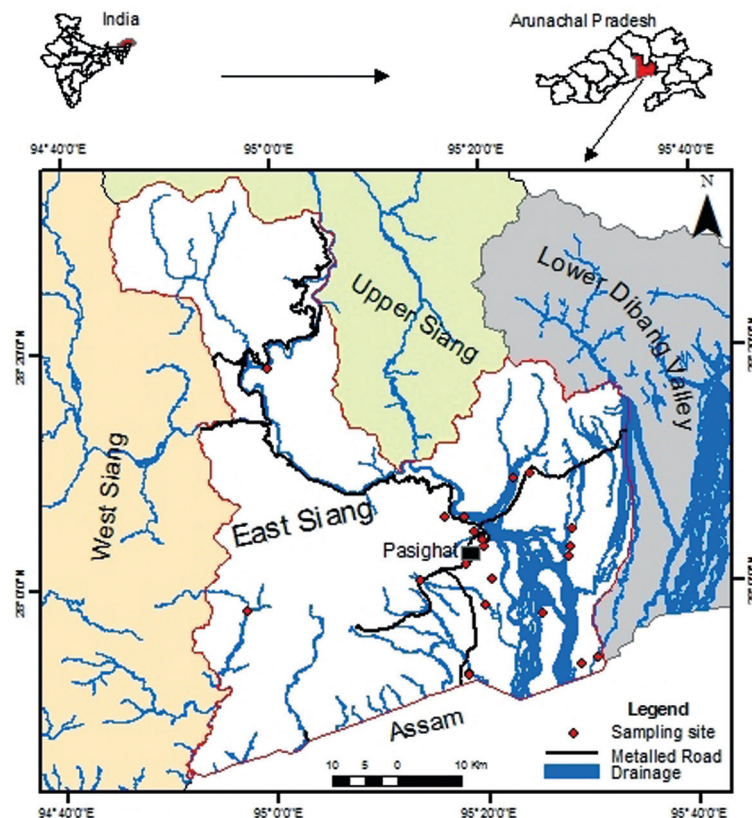 India
Arunachal Pradesh
94°40'0"E
95°0'0"E
95°20'0"E
95°40'0"E
N
Lower Dibang Valley
Upper Siang
West Siang
East Siang
Pasighat
Assam
Legend
Sampling site
Metalled Road
Drainage
10 5 0 10 Km
94°40'0"E
95°0'0"E
95°20'0"E
95°40'0"E